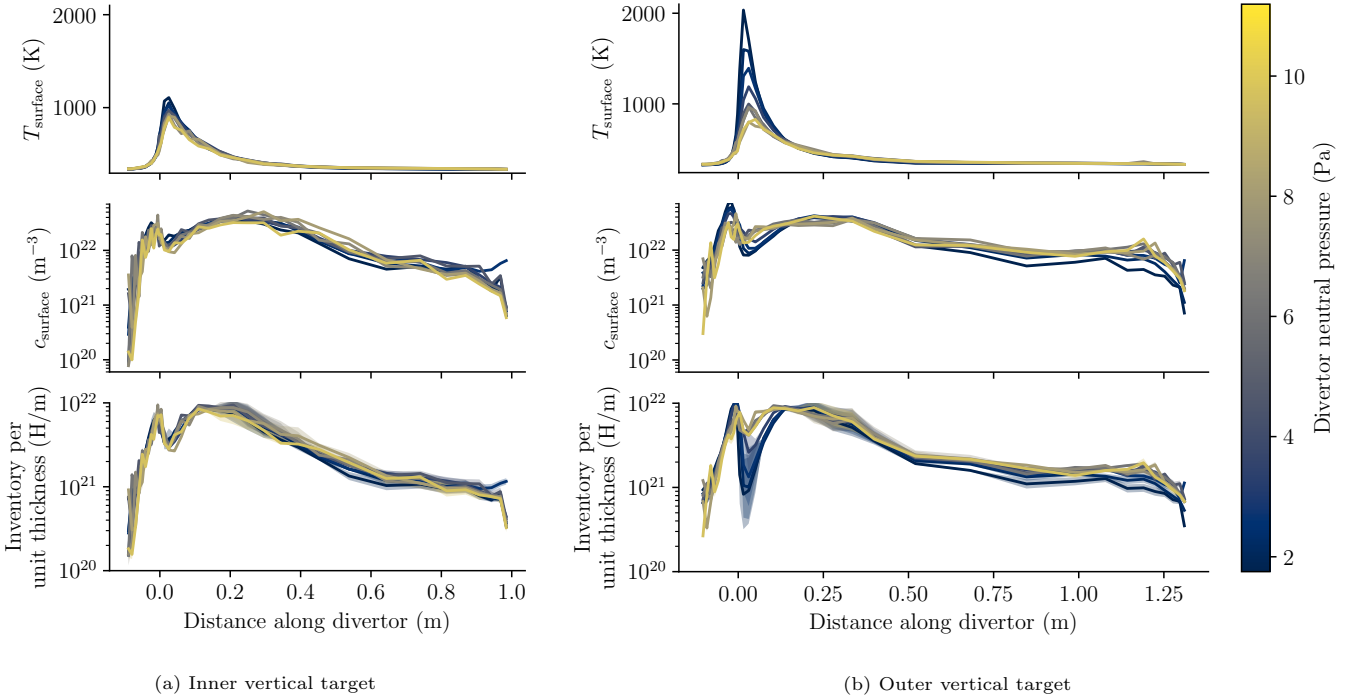 2000
1000
T_surface (K)
10^22
10^21
10^20
c_surface (m^−3)
10^22
10^21
10^20
Inventory per
unit thickness (H/m)
0.0 0.2 0.4 0.6 0.8 1.0
Distance along divertor (m)
(a) Inner vertical target
2000
1000
T_surface (K)
10^22
10^21
10^20
c_surface (m^−3)
10^22
10^21
10^20
Inventory per
unit thickness (H/m)
0.00 0.25 0.50 0.75 1.00 1.25
Distance along divertor (m)
(b) Outer vertical target
10
8
6
4
2
Divertor neutral pressure (Pa)